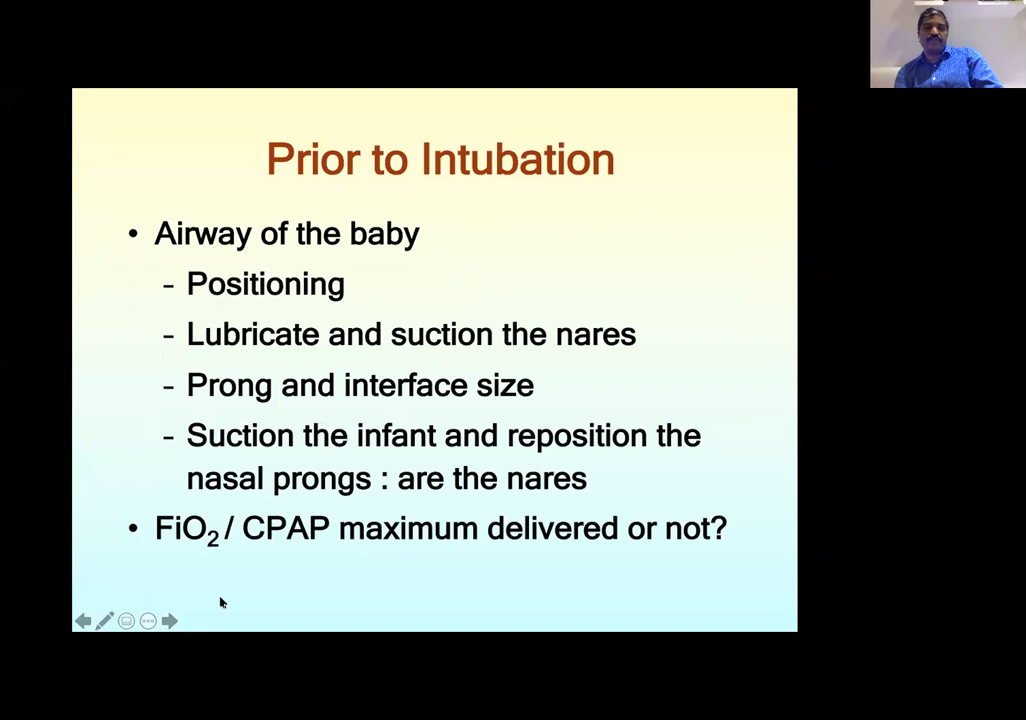 Prior to Intubation
• Airway of the baby
- Positioning
- Lubricate and suction the nares
- Prong and interface size
- Suction the infant and reposition the
nasal prongs : are the nares
• FiO₂ / CPAP maximum delivered or not?